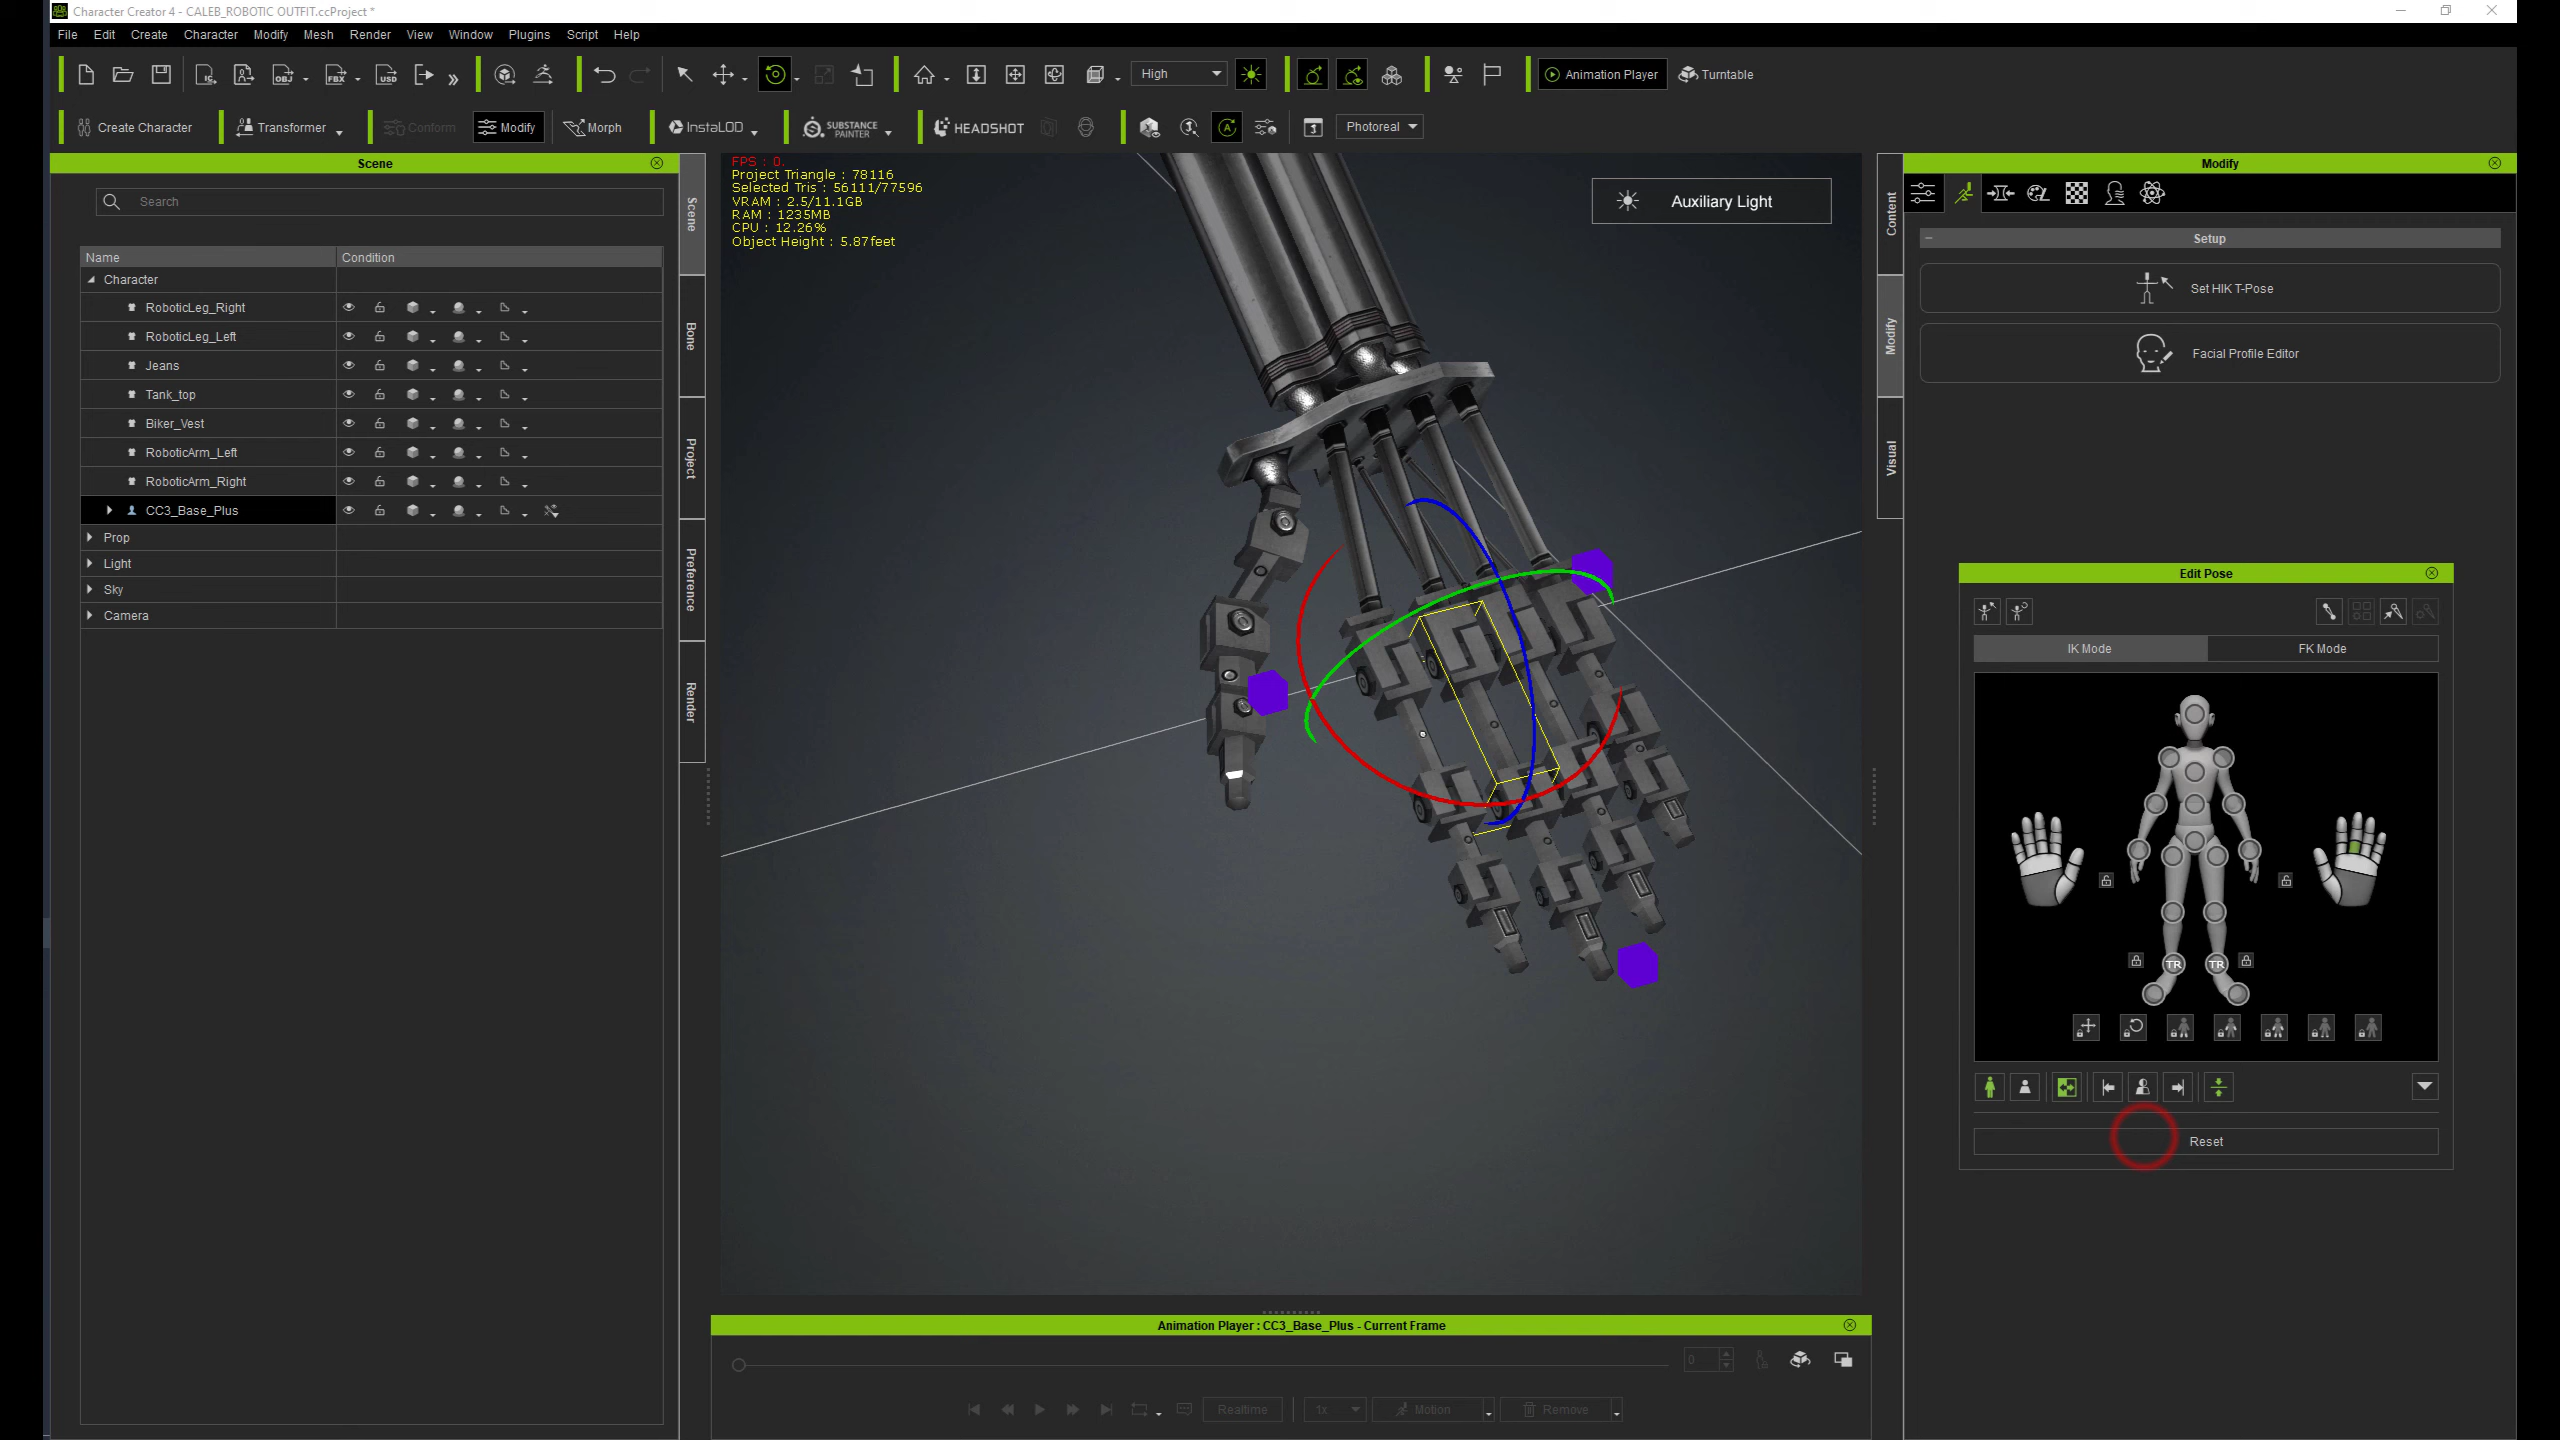 Character Creator 4 - CALEB_ROBOTIC OUTFIT.ccProject *
File Edit Create Character Modify Mesh Render View Window Plugins Script Help
High
Animation Player
Turntable
Create Character
Transformer
Conform
Modify
Morph
InstaLOD
SUBSTANCE PAINTER
HEADSHOT
Photoreal
Scene
Search
Name Condition
Character
RoboticLeg_Right
RoboticLeg_Left
Jeans
Tank_top
Biker_Vest
RoboticArm_Left
RoboticArm_Right
CC3_Base_Plus
Prop
Light
Sky
Camera
Scene
Bone
Project
Preference
Render
FPS : 0.
Project Triangle : 78116
Selected Tris : 56111/77596
VRAM : 2.5/11.1GB
RAM : 1235MB
CPU : 12.26%
Object Height : 5.87feet
Auxiliary Light
Content
Modify
Visual
Modify
Setup
Set HIK T-Pose
Facial Profile Editor
Edit Pose
IK Mode FK Mode
TR TR
Reset
Animation Player : CC3_Base_Plus - Current Frame
0
Realtime
1x
Motion
Remove